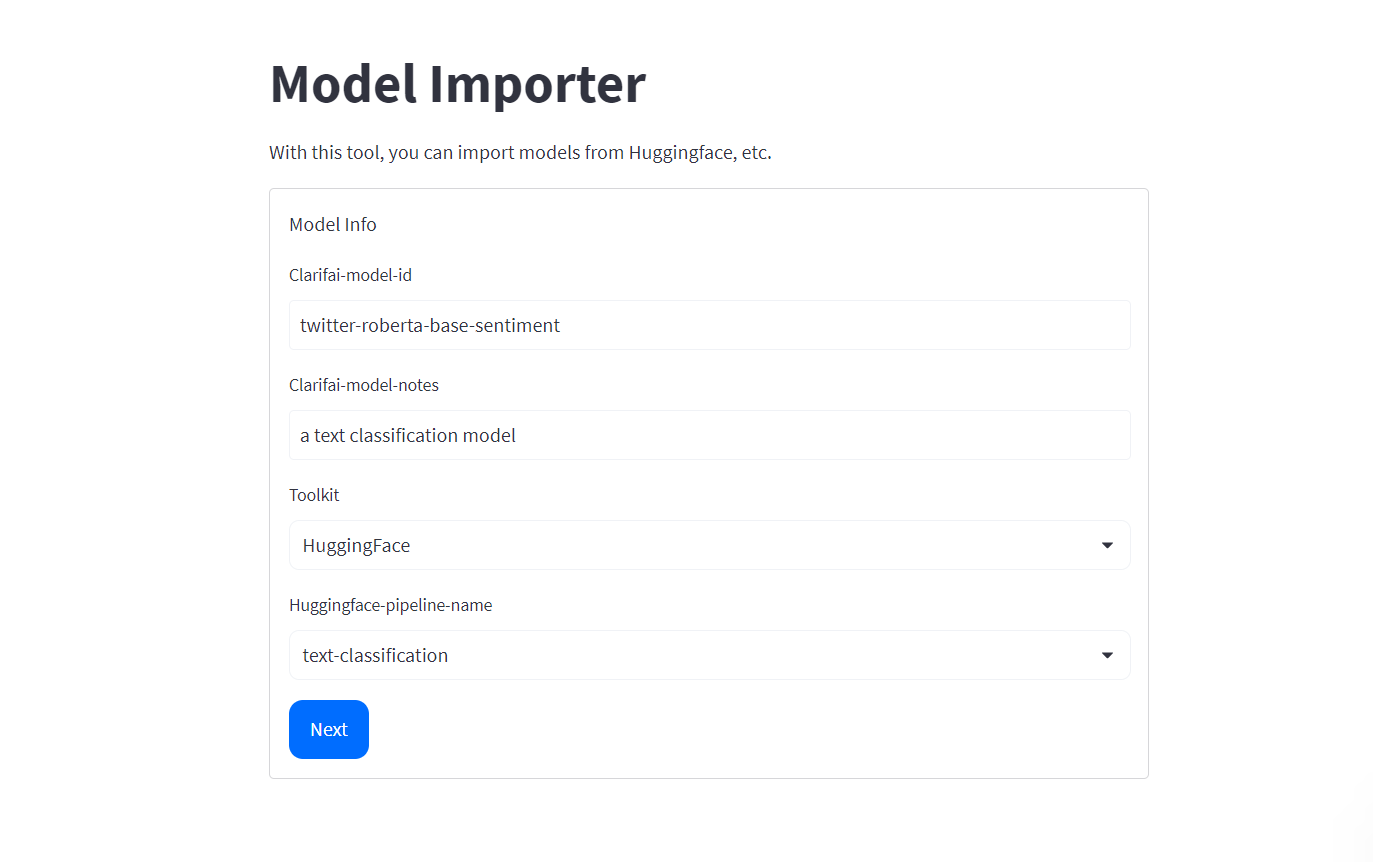 Model Importer
With this tool, you can import models from Huggingface, etc.
Model Info
Clarifai-model-id
twitter-roberta-base-sentiment
Clarifai-model-notes
a text classification model
Toolkit
HuggingFace
Huggingface-pipeline-name
text-classification
Next